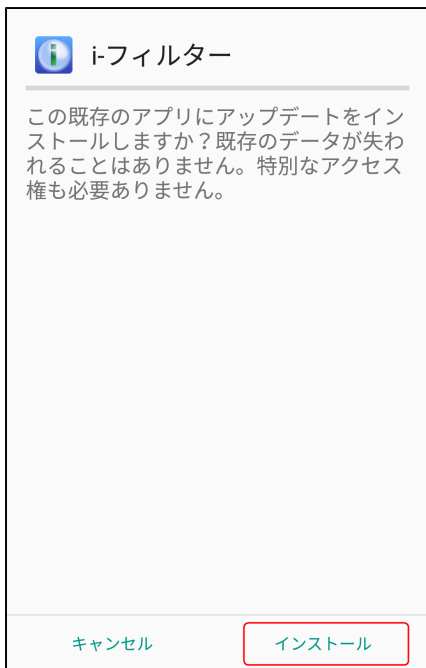 i-フィルター
この既存のアプリにアップデートをイン
ストールしますか？既存のデータが失わ
れることはありません。特別なアクセス
権も必要ありません。
キャンセル
インストール